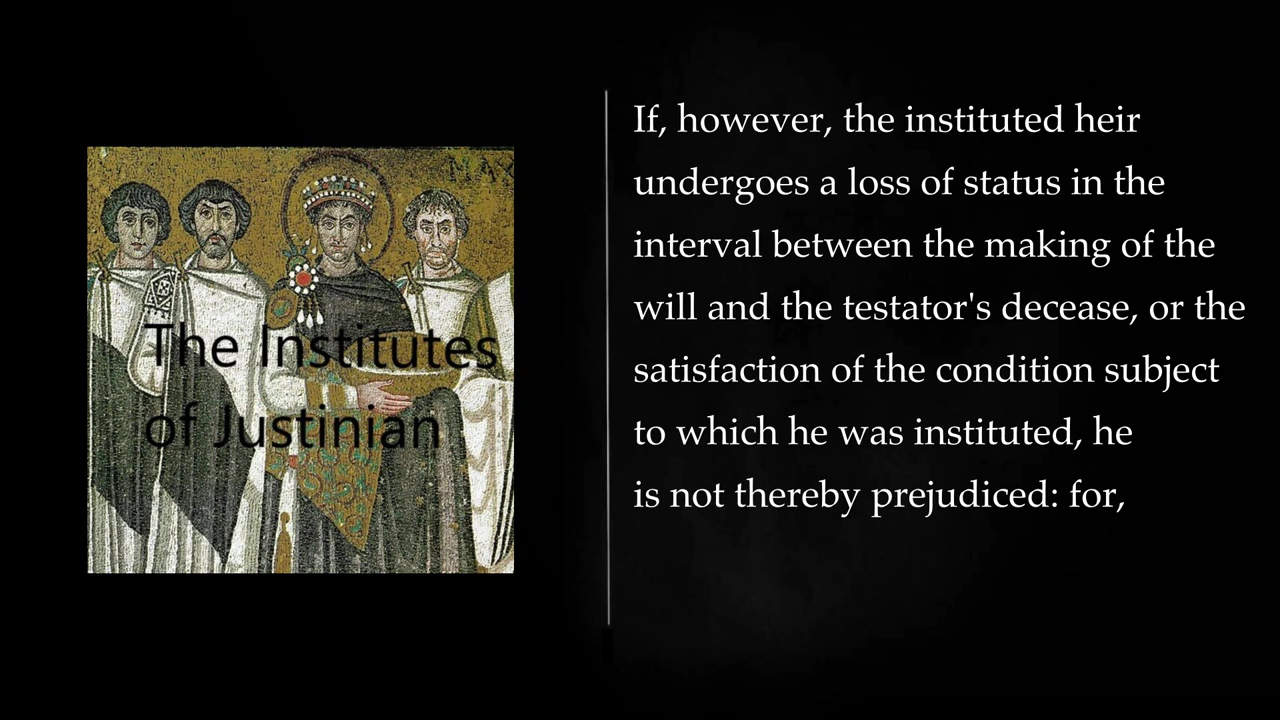 MAX
The Institutes
of Justinian
If, however, the instituted heir
undergoes a loss of status in the
interval between the making of the
will and the testator's decease, or the
satisfaction of the condition subject
to which he was instituted, he
is not thereby prejudiced: for,